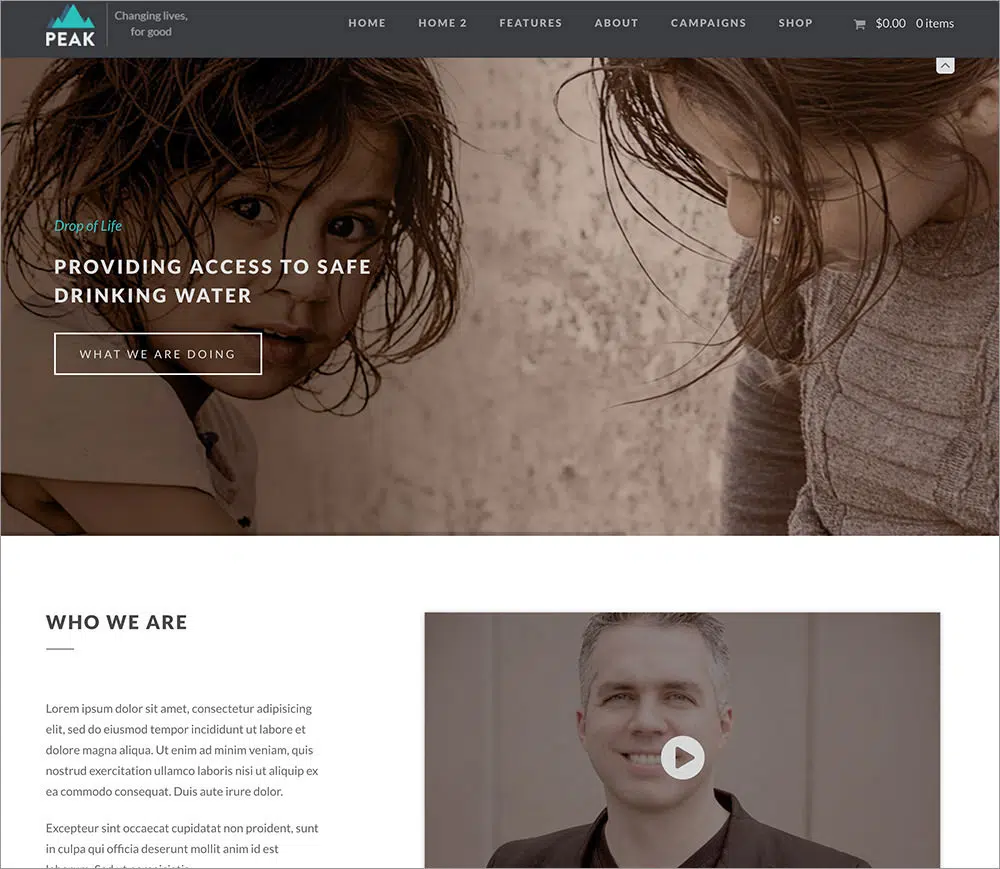 PEAK
Changing lives,
for good
HOME HOME 2 FEATURES ABOUT CAMPAIGNS SHOP $0.00 0 items
Drop of Life
PROVIDING ACCESS TO SAFE
DRINKING WATER
WHAT WE ARE DOING
WHO WE ARE
Lorem ipsum dolor sit amet, consectetur adipisicing
elit, sed do eiusmod tempor incididunt ut labore et
dolore magna aliqua. Ut enim ad minim veniam, quis
nostrud exercitation ullamco laboris nisi ut aliquip ex
ea commodo consequat. Duis aute irure dolor.
Excepteur sint occaecat cupidatat non proident, sunt
in culpa qui officia deserunt mollit anim id est